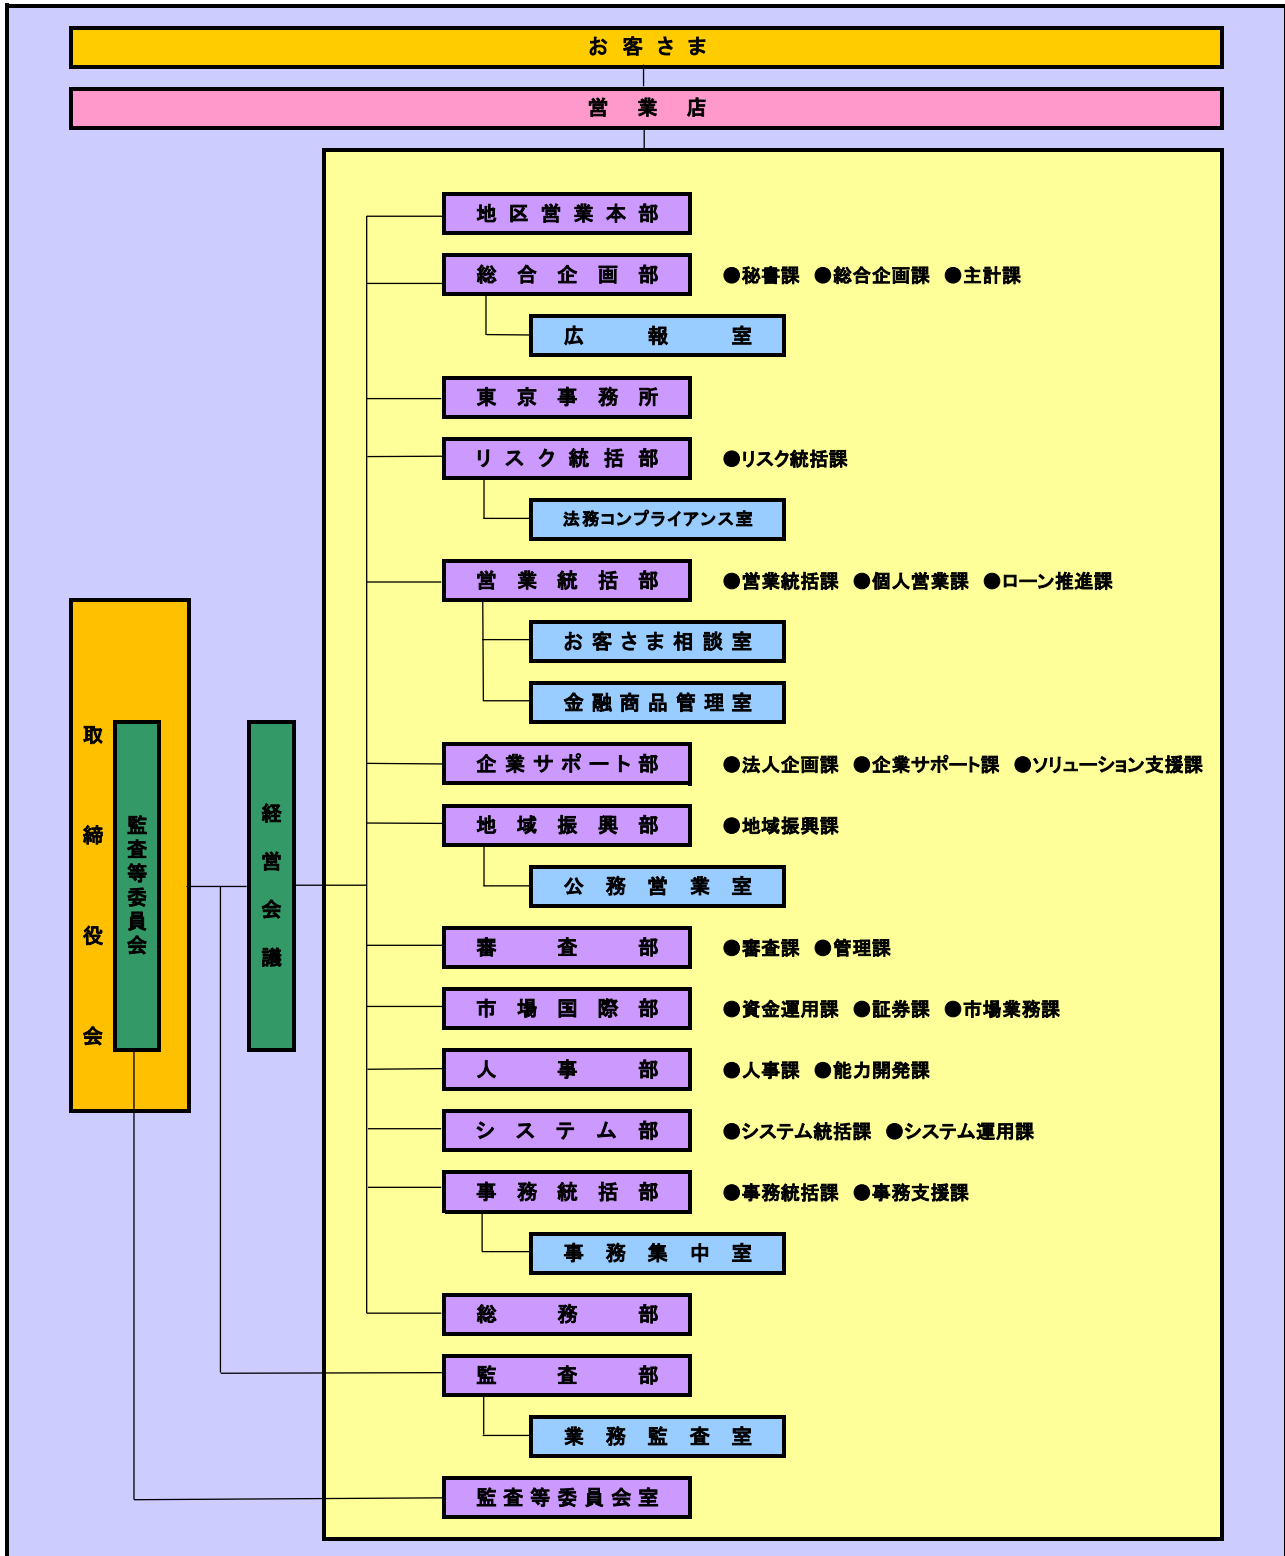 お客さま
営業店
地区営業本部
総合企画部 ●秘書課 ●総合企画課 ●主計課
広報室
東京事務所
リスク統括部 ●リスク統括課
法務コンプライアンス室
営業統括部 ●営業統括課 ●個人営業課 ●ローン推進課
お客さま相談室
金融商品管理室
企業サポート部 ●法人企画課 ●企業サポート課 ●ソリューション支援課
地域振興部 ●地域振興課
公務営業室
審査部 ●審査課 ●管理課
市場国際部 ●資金運用課 ●証券課 ●市場業務課
人事部 ●人事課 ●能力開発課
システム部 ●システム統括課 ●システム運用課
事務統括部 ●事務統括課 ●事務支援課
事務集中室
総務部
監査部
業務監査室
監査等委員会室
取締役会
監査等委員会
経営会議